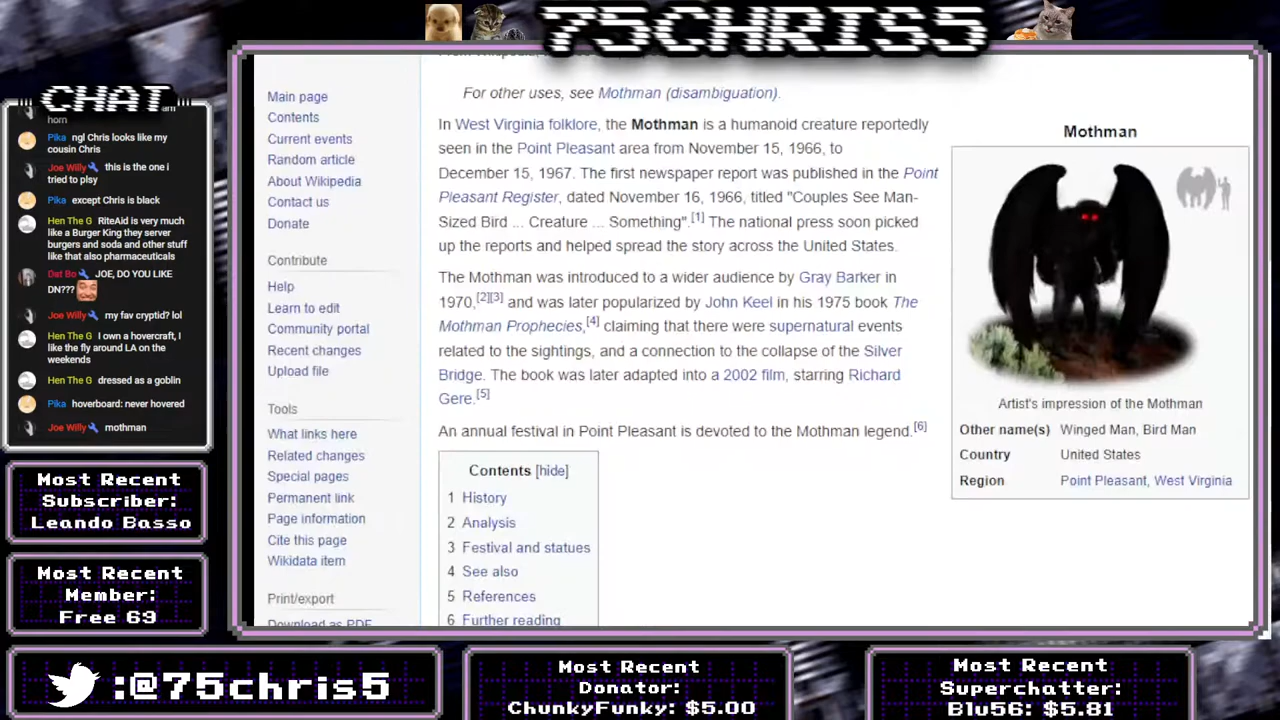 75CHRIS5
CHAT
horn
Pika ngl Chris looks like my
cousin Chris
Joe Willy this is the one i
tried to plsy
Pika except Chris is black
Hen The G RiteAid is very much
like a Burger King they server
burgers and soda and other stuff
like that also pharmaceuticals
Dat Bo JOE, DO YOU LIKE
DN???
Joe Willy my fav cryptid? lol
Hen The G I own a hovercraft, I
like the fly around LA on the
weekends
Hen The G dressed as a goblin
Pika hoverboard: never hovered
Joe Willy mothman
Most Recent
Subscriber:
Leando Basso
Most Recent
Member:
Free 69
:@75chris5
Most Recent
Donator:
ChunkyFunky: $5.00
Most Recent
Superchatter:
Blu56: $5.81
Main page
Contents
Current events
Random article
About Wikipedia
Contact us
Donate
Contribute
Help
Learn to edit
Community portal
Recent changes
Upload file
Tools
What links here
Related changes
Special pages
Permanent link
Page information
Cite this page
Wikidata item
Print/export
Download as PDF
For other uses, see Mothman (disambiguation).
In West Virginia folklore, the Mothman is a humanoid creature reportedly
seen in the Point Pleasant area from November 15, 1966, to
December 15, 1967. The first newspaper report was published in the Point
Pleasant Register, dated November 16, 1966, titled "Couples See Man-
Sized Bird ... Creature ... Something".[1] The national press soon picked
up the reports and helped spread the story across the United States.
The Mothman was introduced to a wider audience by Gray Barker in
1970,[2][3] and was later popularized by John Keel in his 1975 book The
Mothman Prophecies,[4] claiming that there were supernatural events
related to the sightings, and a connection to the collapse of the Silver
Bridge. The book was later adapted into a 2002 film, starring Richard
Gere.[5]
An annual festival in Point Pleasant is devoted to the Mothman legend.[6]
Contents [hide]
1 History
2 Analysis
3 Festival and statues
4 See also
5 References
6 Further reading
Mothman
Artist's impression of the Mothman
Other name(s) Winged Man, Bird Man
Country United States
Region Point Pleasant, West Virginia